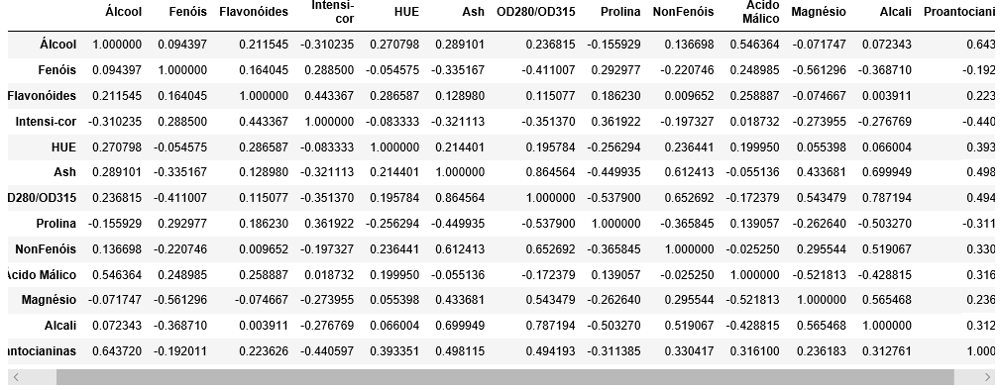 Álcool Fenóis Flavonóides Intensi-cor HUE Ash OD280/OD315 Prolina NonFenóis Ácido Málico Magnésio Alcali Proantociani
Álcool 1.000000 0.094397 0.211545 -0.310235 0.270798 0.289101 0.236815 -0.155929 0.136698 0.546364 -0.071747 0.072343 0.643
Fenóis 0.094397 1.000000 0.164045 0.288500 -0.054575 -0.335167 -0.411007 0.292977 -0.220746 0.248985 -0.561296 -0.368710 -0.192
Flavonóides 0.211545 0.164045 1.000000 0.443367 0.286587 0.128980 0.115077 0.186230 0.009652 0.258887 -0.074667 0.003911 0.223
Intensi-cor -0.310235 0.288500 0.443367 1.000000 -0.083333 -0.321113 -0.351370 0.361922 -0.197327 0.018732 -0.273955 -0.276769 -0.440
HUE 0.270798 -0.054575 0.286587 -0.083333 1.000000 0.214401 0.195784 -0.256294 0.236441 0.199950 0.055398 0.066004 0.393
Ash 0.289101 -0.335167 0.128980 -0.321113 0.214401 1.000000 0.864564 -0.449935 0.612413 -0.055136 0.433681 0.699949 0.498
D280/OD315 0.236815 -0.411007 0.115077 -0.351370 0.195784 0.864564 1.000000 -0.537900 0.652692 -0.172379 0.543479 0.787194 0.494
Prolina -0.155929 0.292977 0.186230 0.361922 -0.256294 -0.449935 -0.537900 1.000000 -0.365845 0.139057 -0.262640 -0.503270 -0.311
NonFenóis 0.136698 -0.220746 0.009652 -0.197327 0.236441 0.612413 0.652692 -0.365845 1.000000 -0.025250 0.295544 0.519067 0.330
Ácido Málico 0.546364 0.248985 0.258887 0.018732 0.199950 -0.055136 -0.172379 0.139057 -0.025250 1.000000 -0.521813 -0.428815 0.316
Magnésio -0.071747 -0.561296 -0.074667 -0.273955 0.055398 0.433681 0.543479 -0.262640 0.295544 -0.521813 1.000000 0.565468 0.236
Alcali 0.072343 -0.368710 0.003911 -0.276769 0.066004 0.699949 0.787194 -0.503270 0.519067 -0.428815 0.565468 1.000000 0.312
antocianinas 0.643720 -0.192011 0.223626 -0.440597 0.393351 0.498115 0.494193 -0.311385 0.330417 0.316100 0.236183 0.312761 1.000